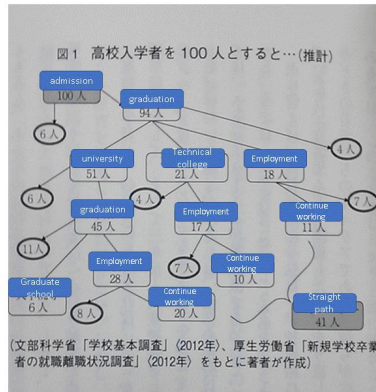 図1 高校入学者を100人とすると…(推計)
admission
100人
graduation
94人
6人
4人
university
51人
Technical
college
21人
Employment
18人
6人
4人
7人
graduation
45人
Employment
17人
Continue
working
11人
11人
Employment
28人
7人
Continue
working
10人
Graduate
school
6人
8人
Continue
working
20人
Straight
path
41人
(文部科学省「学校基本調査」〈2012年〉、厚生労働省「新規学校卒業
者の就職離職状況調査」〈2012年〉をもとに著者が作成)